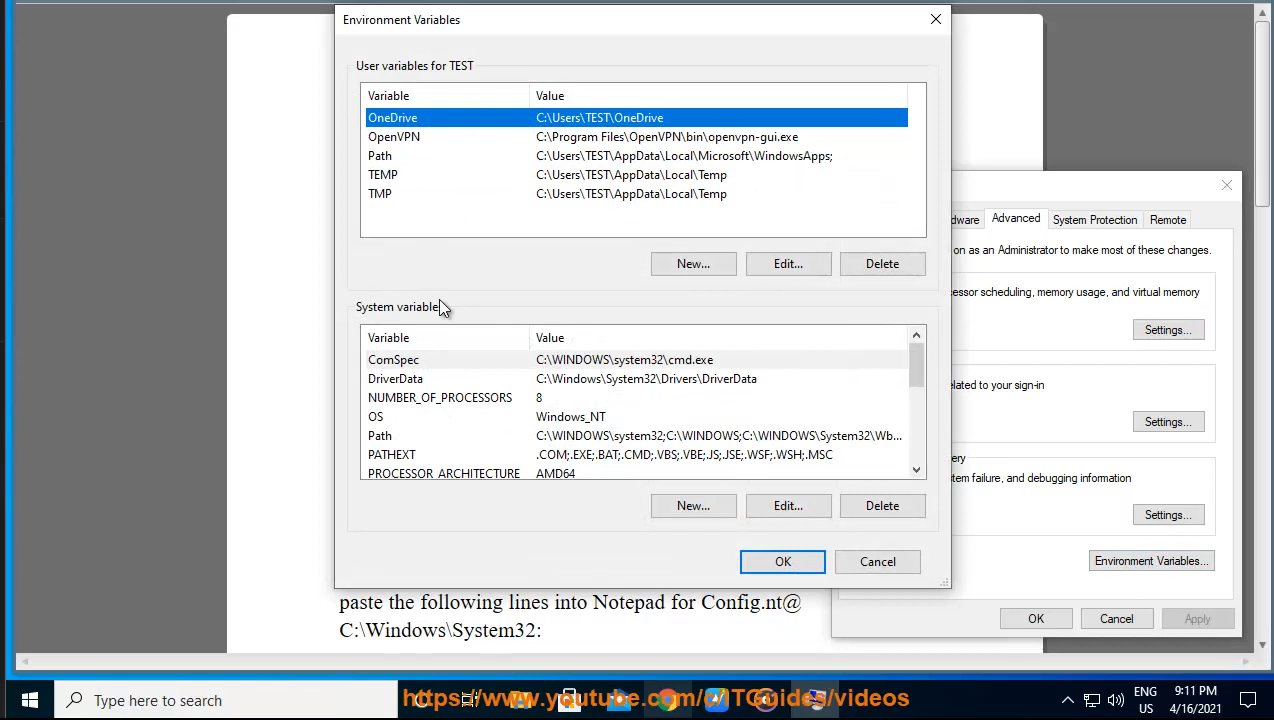 Environment Variables
User variables for TEST
Variable Value
OneDrive C:\Users\TEST\OneDrive
OpenVPN C:\Program Files\OpenVPN\bin\openvpn-gui.exe
Path C:\Users\TEST\AppData\Local\Microsoft\WindowsApps;
TEMP C:\Users\TEST\AppData\Local\Temp
TMP C:\Users\TEST\AppData\Local\Temp
New... Edit... Delete
System variable
Variable Value
ComSpec C:\WINDOWS\system32\cmd.exe
DriverData C:\Windows\System32\Drivers\DriverData
NUMBER_OF_PROCESSORS 8
OS Windows_NT
Path C:\WINDOWS\system32;C:\WINDOWS;C:\WINDOWS\System32\Wb...
PATHEXT .COM;.EXE;.BAT;.CMD;.VBS;.VBE;.JS;.JSE;.WSF;.WSH;.MSC
PROCESSOR_ARCHITECTURE AMD64
New... Edit... Delete
OK Cancel
dware Advanced System Protection Remote
on as an Administrator to make most of these changes.
essor scheduling, memory usage, and virtual memory
Settings...
elated to your sign-in
Settings...
ery
stem failure, and debugging information
Settings...
Environment Variables...
OK Cancel Apply
paste the following lines into Notepad for Config.nt@
C:\Windows\System32:
Type here to search
https://www.youtube.com/c/ITGuides/videos
ENG
US
9:11 PM
4/16/2021